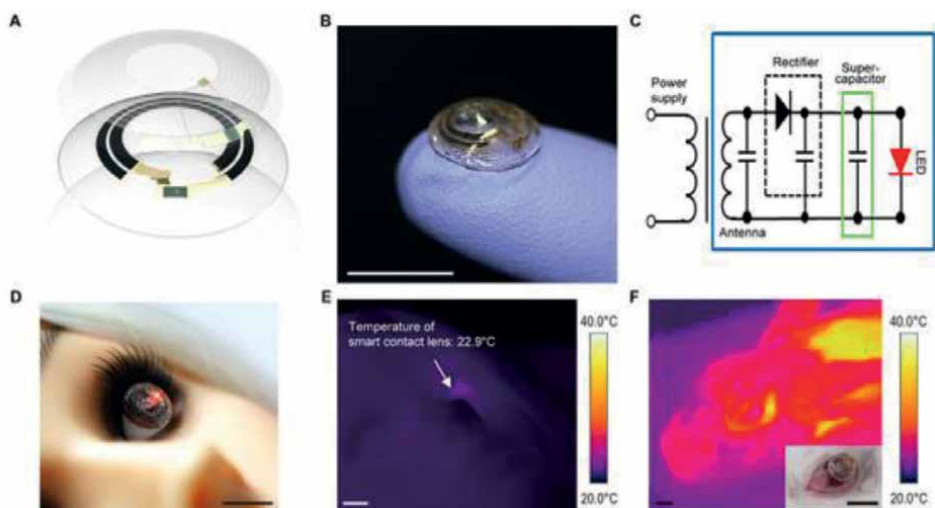 A
B
C
Power
supply
Rectifier
Super-
capacitor
LED
Antenna
D
E
F
Temperature of
smart contact lens: 22.9°C
40.0°C
20.0°C
40.0°C
20.0°C